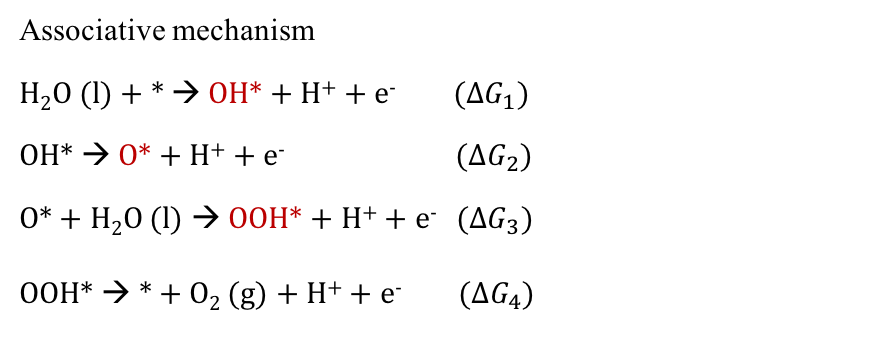 Associative mechanism
H₂O (l) + * → OH* + H⁺ + e⁻ (ΔG₁)
OH* → O* + H⁺ + e⁻ (ΔG₂)
O* + H₂O (l) → OOH* + H⁺ + e⁻ (ΔG₃)
OOH* → * + O₂ (g) + H⁺ + e⁻ (ΔG₄)